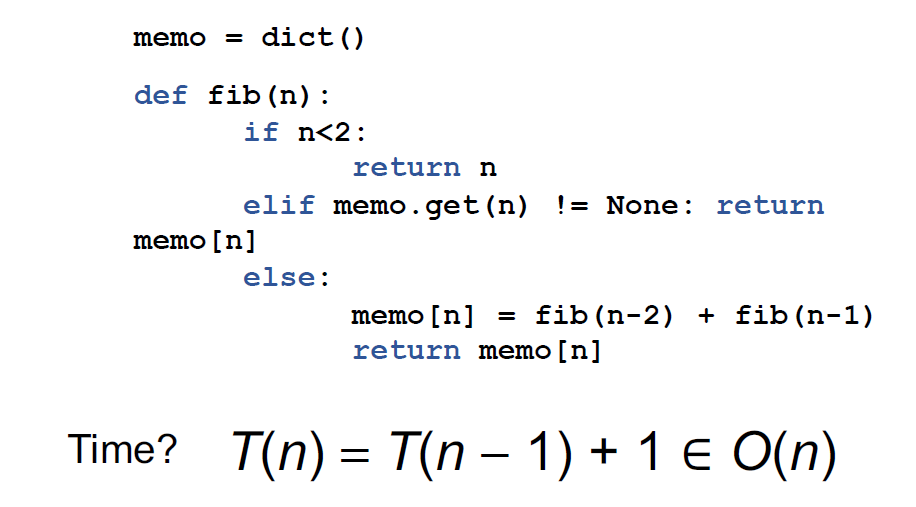 memo = dict()
def fib(n):
if n<2:
return n
elif memo.get(n) != None: return
memo[n]
else:
memo[n] = fib(n-2) + fib(n-1)
return memo[n]
Time? T(n) = T(n – 1) + 1 ∈ O(n)